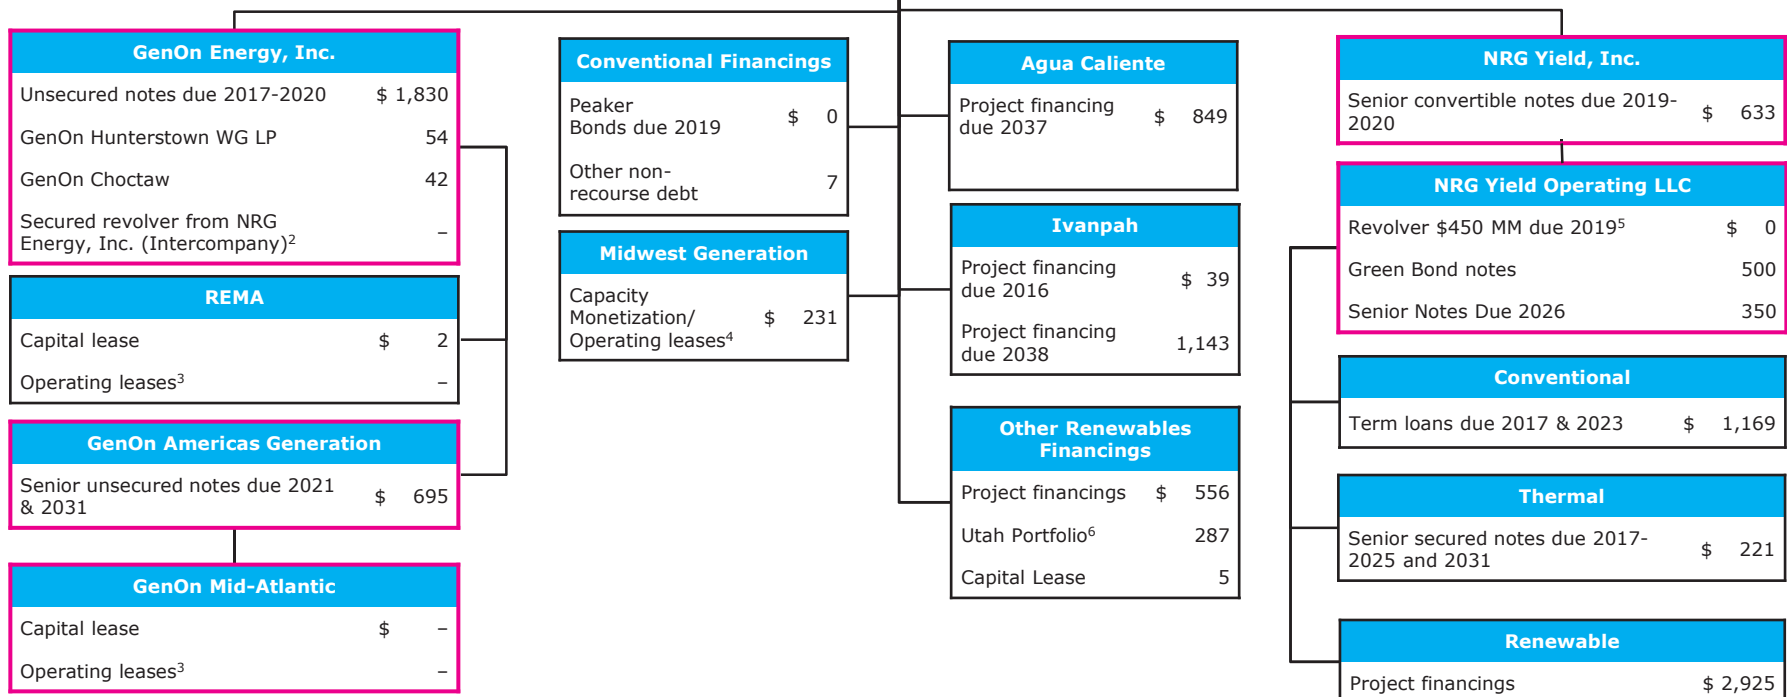 GenOn Energy, Inc.
Unsecured notes due 2017-2020 $ 1,830
GenOn Hunterstown WG LP 54
GenOn Choctaw 42
Secured revolver from NRG
Energy, Inc. (Intercompany)² –
REMA
Capital lease $ 2
Operating leases³ –
GenOn Americas Generation
Senior unsecured notes due 2021
& 2031 $ 695
GenOn Mid-Atlantic
Capital lease $ –
Operating leases³ –
Conventional Financings
Peaker
Bonds due 2019 $ 0
Other non-
recourse debt 7
Midwest Generation
Capacity
Monetization/ $ 231
Operating leases⁴
Agua Caliente
Project financing
due 2037 $ 849
Ivanpah
Project financing
due 2016 $ 39
Project financing
due 2038 1,143
Other Renewables
Financings
Project financings $ 556
Utah Portfolio⁶ 287
Capital Lease 5
NRG Yield, Inc.
Senior convertible notes due 2019-
2020 $ 633
NRG Yield Operating LLC
Revolver $450 MM due 2019⁵ $ 0
Green Bond notes 500
Senior Notes Due 2026 350
Conventional
Term loans due 2017 & 2023 $ 1,169
Thermal
Senior secured notes due 2017-
2025 and 2031 $ 221
Renewable
Project financings $ 2,925